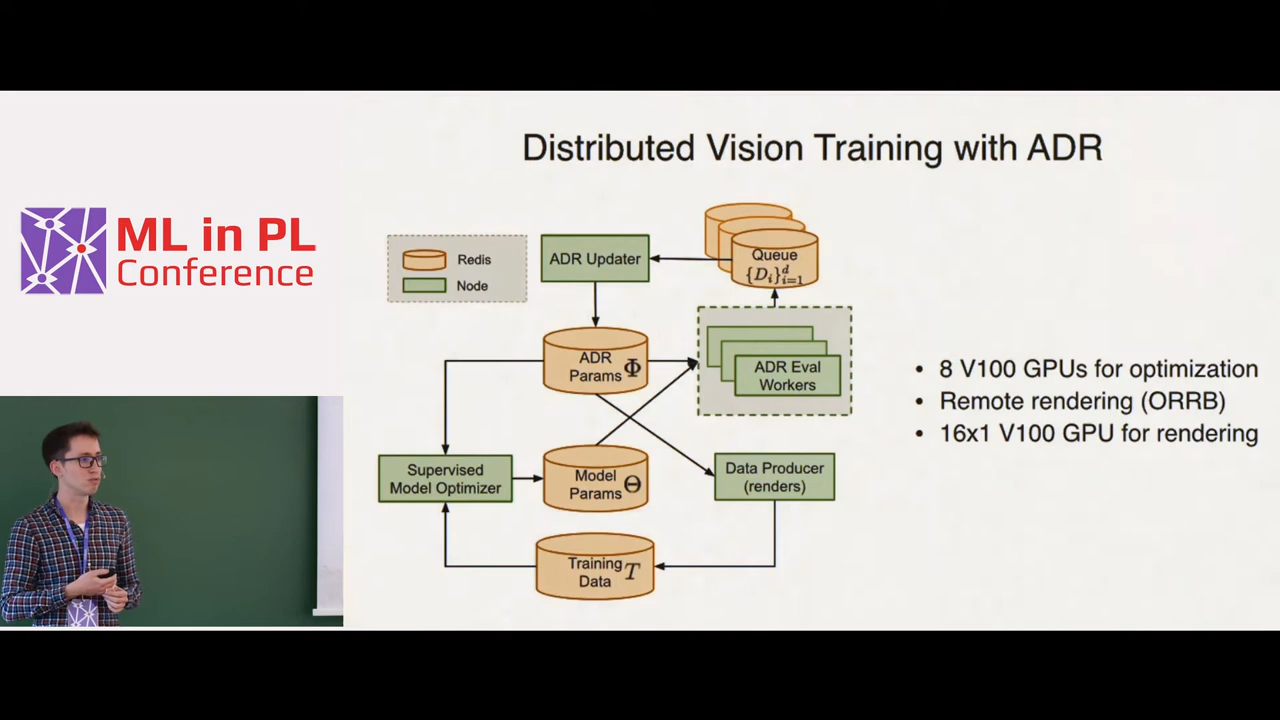 ML in PL
Conference
Distributed Vision Training with ADR
Redis
Node
ADR Updater
Queue
{D_i}_{i=1}^d
ADR
Params Φ
ADR Eval
Workers
Supervised
Model Optimizer
Model
Params Θ
Data Producer
(renders)
Training
Data T
• 8 V100 GPUs for optimization
• Remote rendering (ORRB)
• 16x1 V100 GPU for rendering